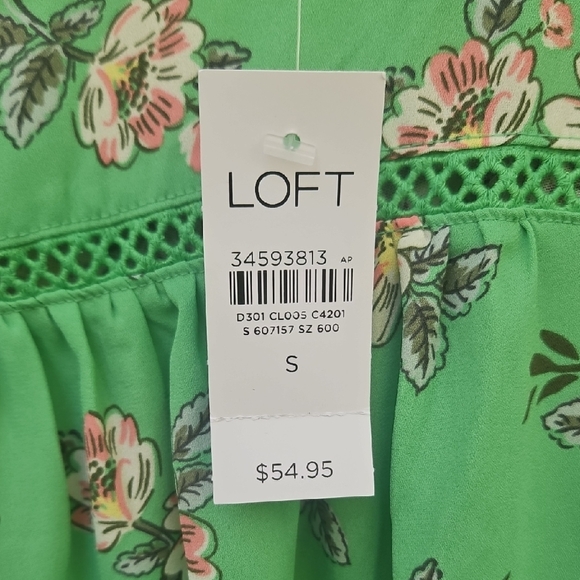 LOFT
34593813 AP
D301 CL005 C4201
S 607157 SZ 600
S
$54.95